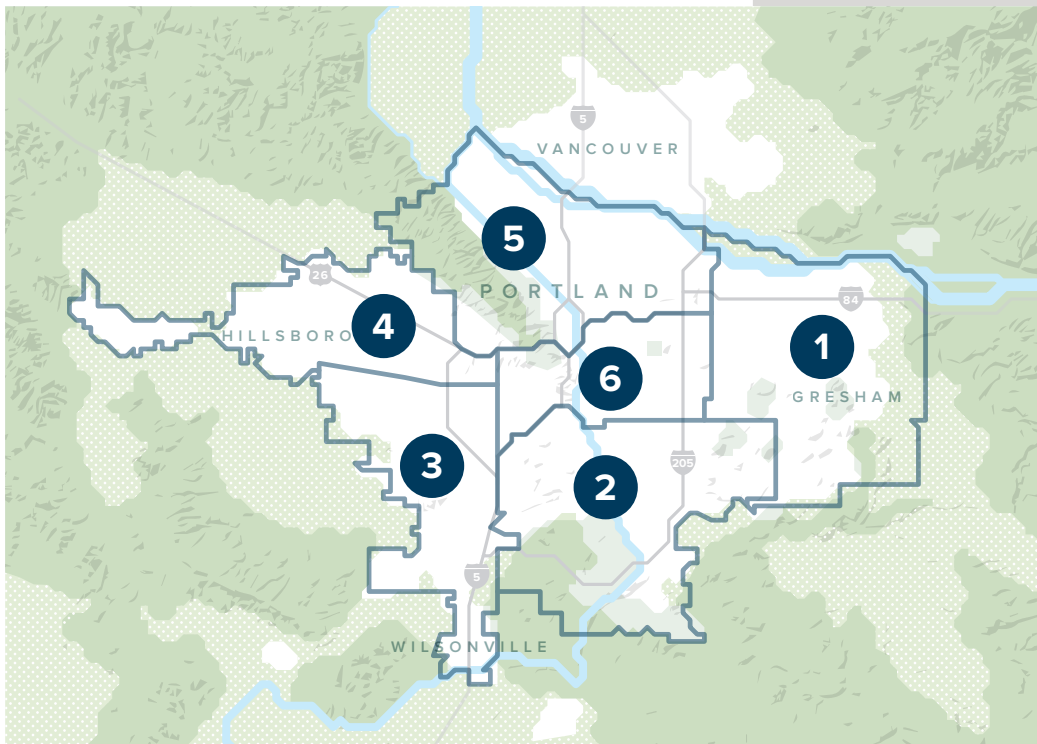 5
VANCOUVER
5
26
PORTLAND
84
HILLSBORO
4
1
6
GRESHAM
3
205
2
5
WILSONVILLE